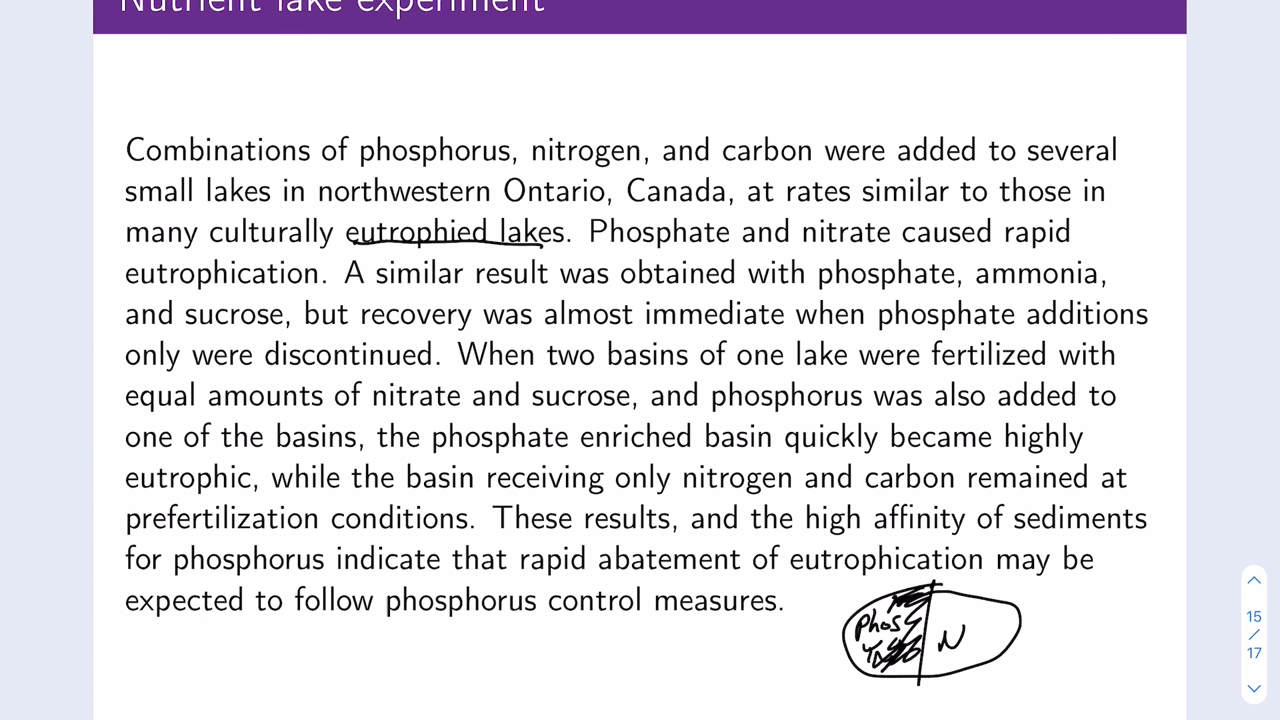 Nutrient lake experiment
Combinations of phosphorus, nitrogen, and carbon were added to several
small lakes in northwestern Ontario, Canada, at rates similar to those in
many culturally eutrophied lakes. Phosphate and nitrate caused rapid
eutrophication. A similar result was obtained with phosphate, ammonia,
and sucrose, but recovery was almost immediate when phosphate additions
only were discontinued. When two basins of one lake were fertilized with
equal amounts of nitrate and sucrose, and phosphorus was also added to
one of the basins, the phosphate enriched basin quickly became highly
eutrophic, while the basin receiving only nitrogen and carbon remained at
prefertilization conditions. These results, and the high affinity of sediments
for phosphorus indicate that rapid abatement of eutrophication may be
expected to follow phosphorus control measures.
Phos
N
15
/
17